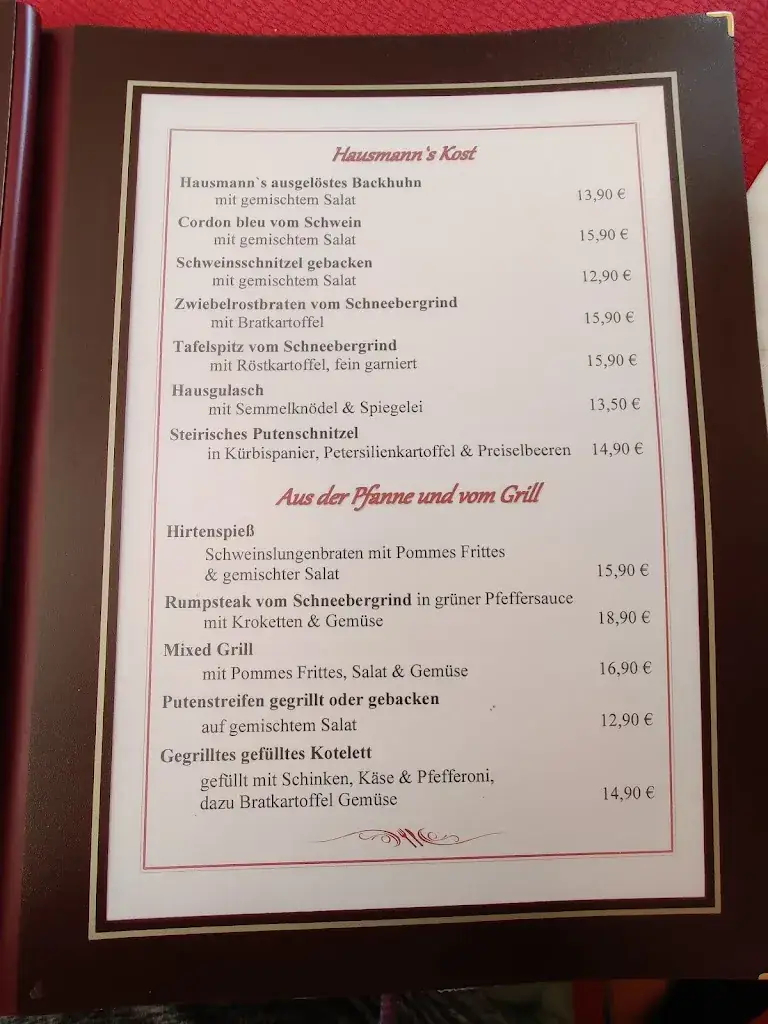 Hausmann`s Kost
Hausmann`s ausgelöstes Backhuhn
mit gemischtem Salat 13,90 €
Cordon bleu vom Schwein
mit gemischtem Salat 15,90 €
Schweinsschnitzel gebacken
mit gemischtem Salat 12,90 €
Zwiebelrostbraten vom Schneebergrind
mit Bratkartoffel 15,90 €
Tafelspitz vom Schneebergrind
mit Röstkartoffel, fein garniert 15,90 €
Hausgulasch
mit Semmelknödel & Spiegelei 13,50 €
Steirisches Putenschnitzel
in Kürbispanier, Petersilienkartoffel & Preiselbeeren 14,90 €
Aus der Pfanne und vom Grill
Hirtenspieß
Schweinslungenbraten mit Pommes Frittes
& gemischter Salat 15,90 €
Rumpsteak vom Schneebergrind in grüner Pfeffersauce
mit Kroketten & Gemüse 18,90 €
Mixed Grill
mit Pommes Frittes, Salat & Gemüse 16,90 €
Putenstreifen gegrillt oder gebacken
auf gemischtem Salat 12,90 €
Gegrilltes gefülltes Kotelett
gefüllt mit Schinken, Käse & Pfefferoni,
dazu Bratkartoffel Gemüse 14,90 €